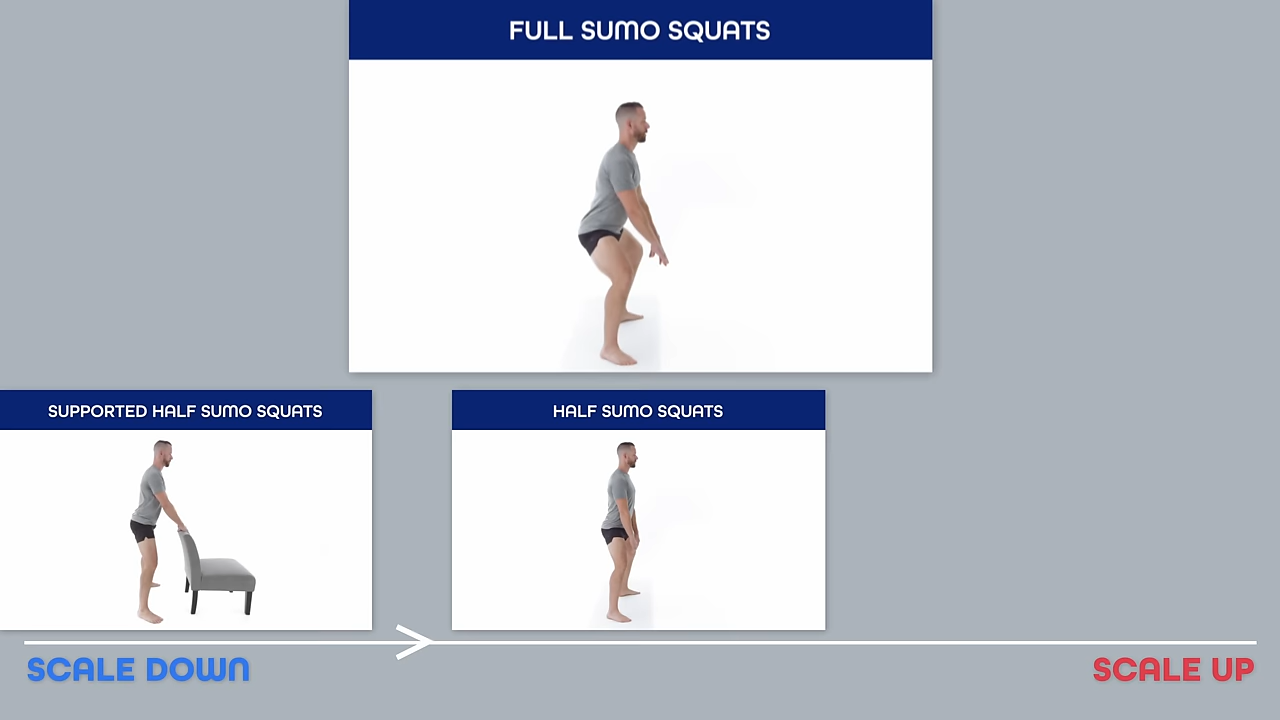 FULL SUMO SQUATS
SUPPORTED HALF SUMO SQUATS
HALF SUMO SQUATS
SCALE DOWN
SCALE UP